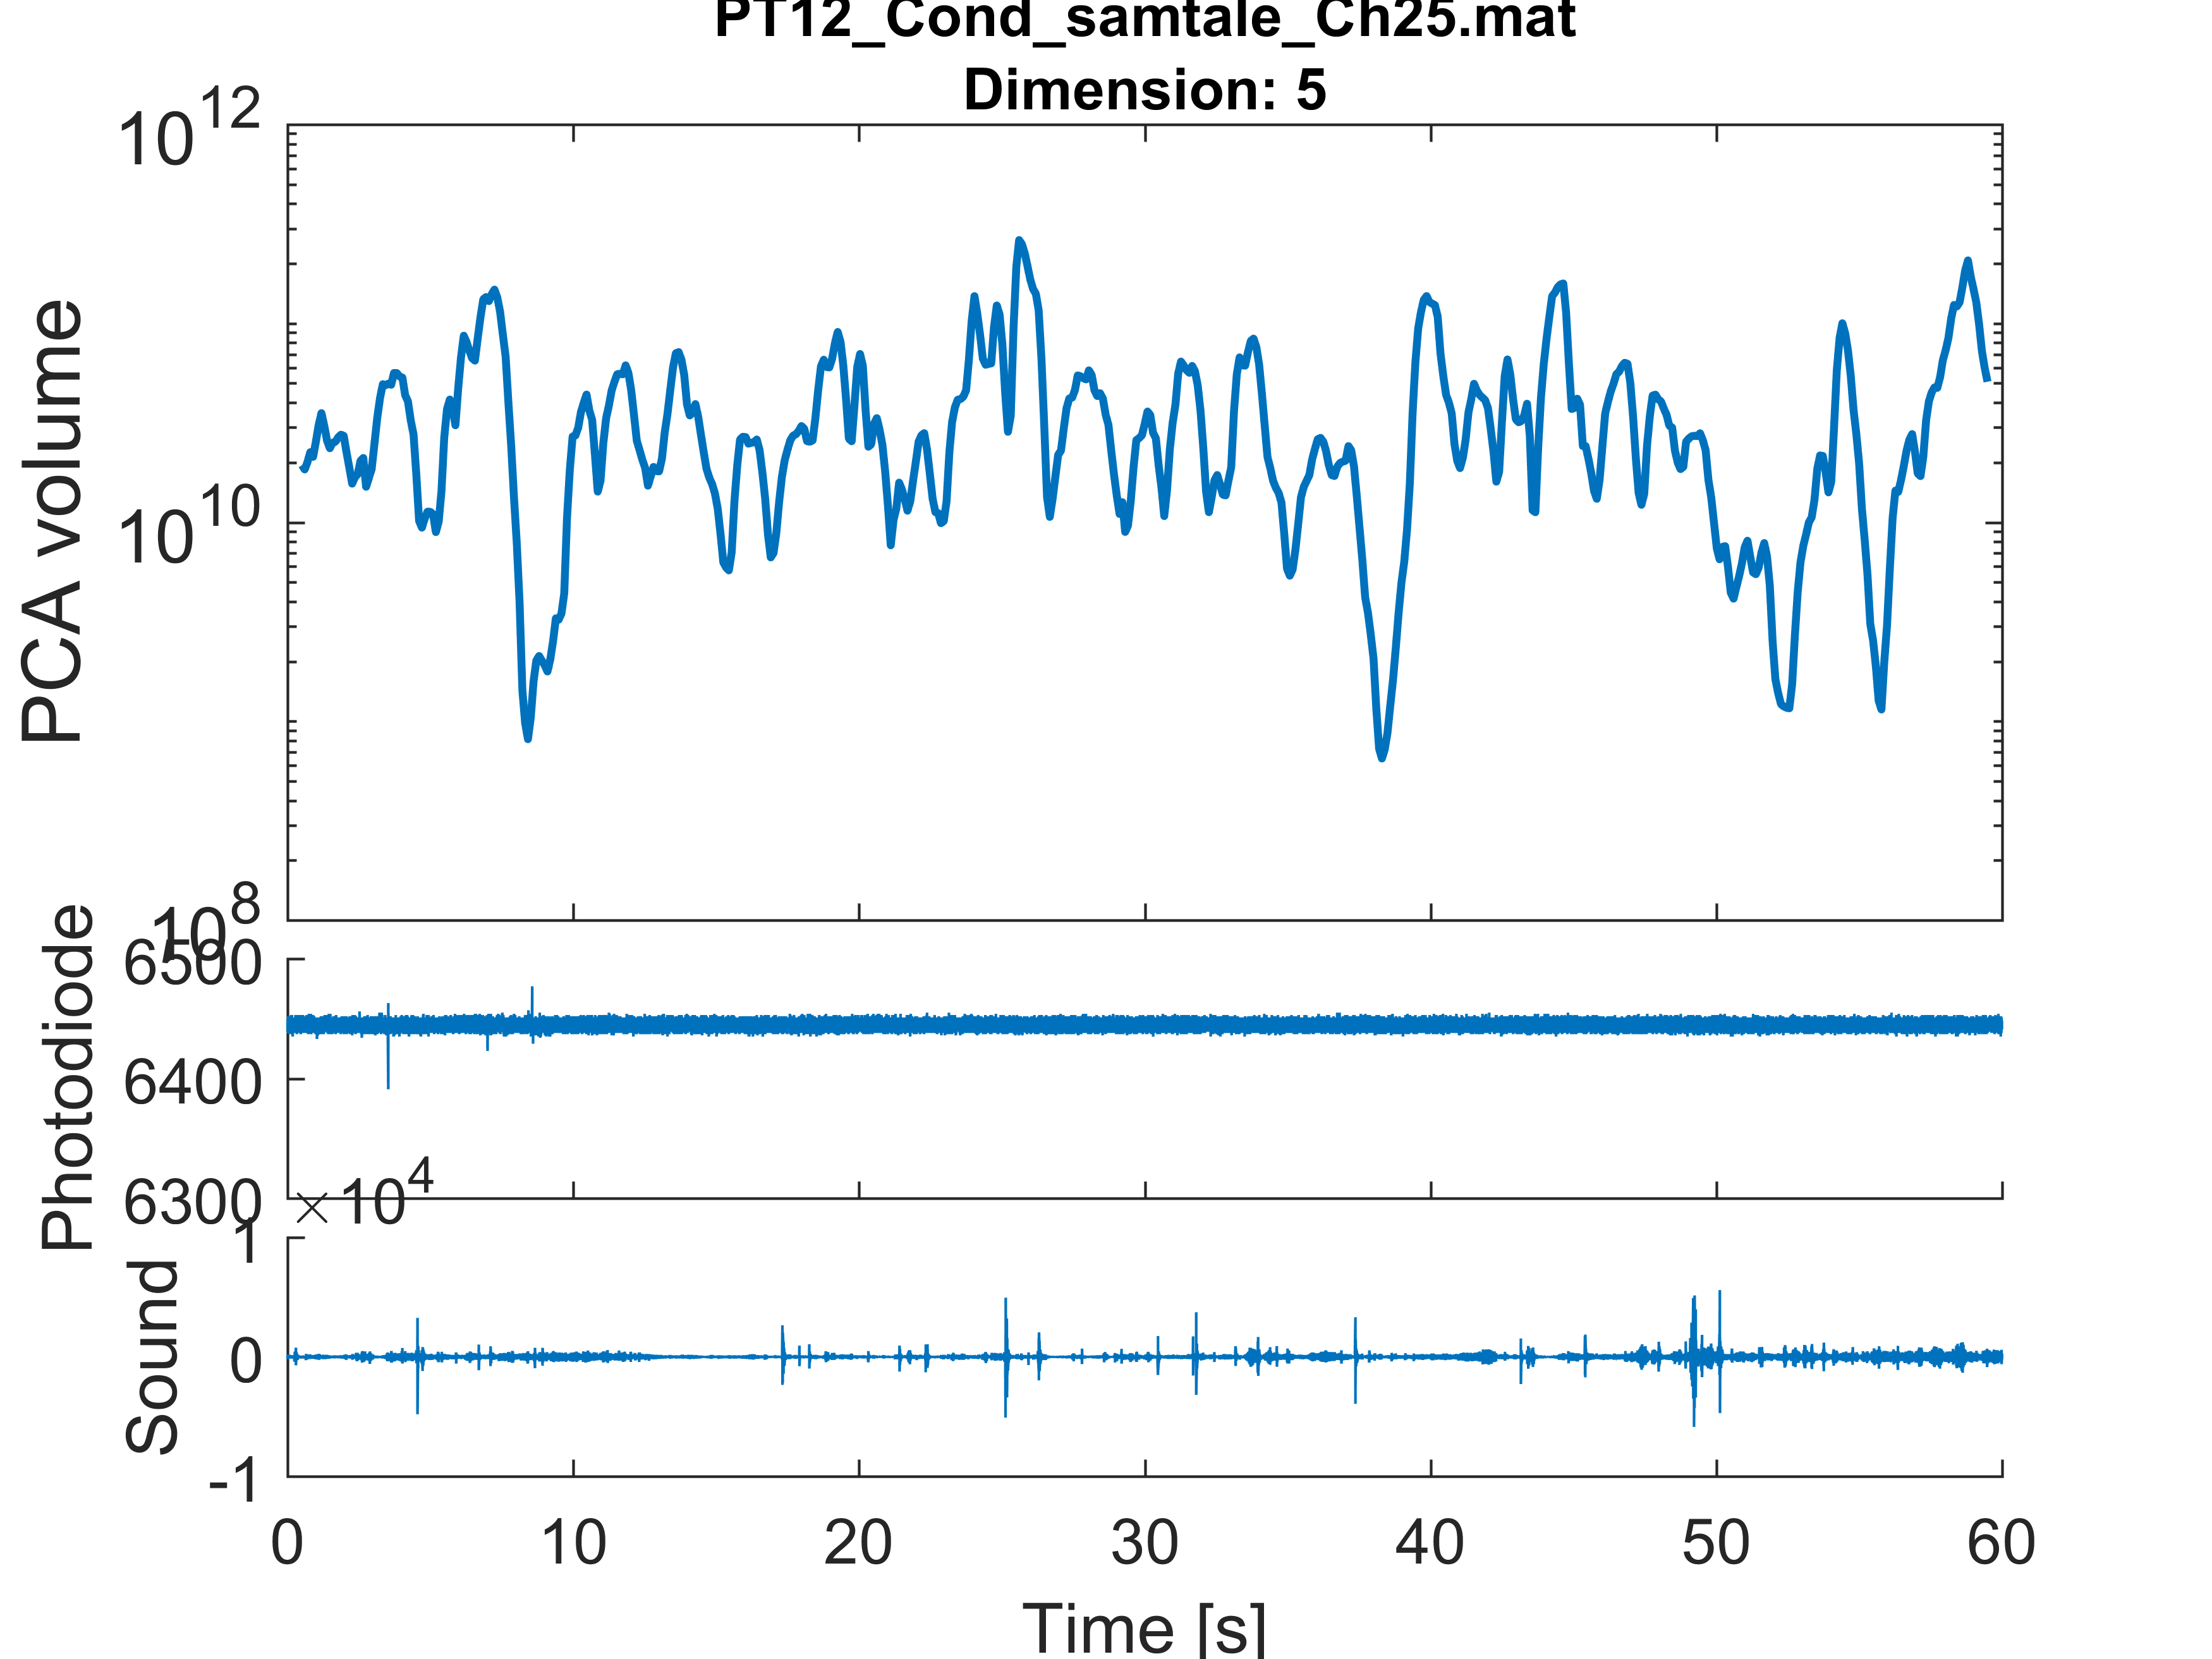 PT12_Cond_samtale_Ch25.mat
Dimension: 5
10^12
10^10
10^8
PCA volume
6500
6400
6300
Photodiode
×10^4
1
0
-1
Sound
0 10 20 30 40 50 60
Time [s]